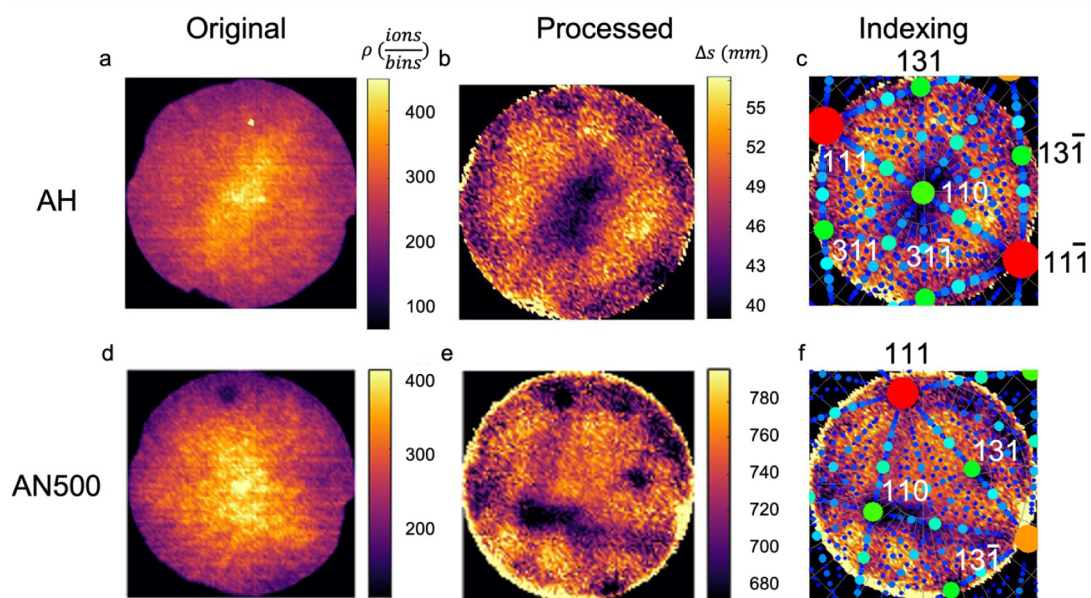 Original
Processed
Indexing
a
ρ (ions/bins)
b
Δs (mm)
c
131
AH
400
300
200
100
55
52
49
46
43
40
111
110
131̅
311
311̅
111̅
d
e
f
111
AN500
400
300
200
780
760
740
720
700
680
131
110
131̅